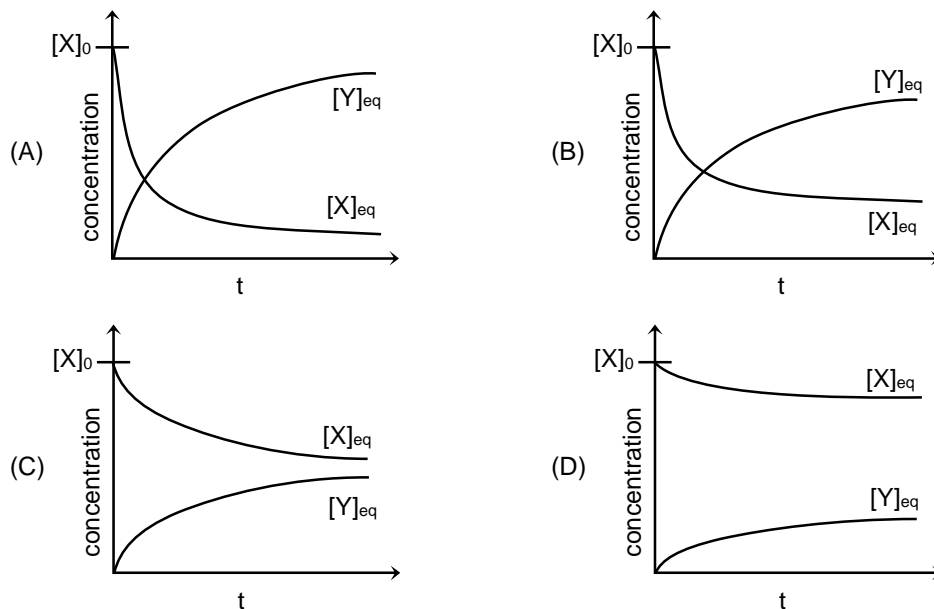 [X]₀
[Y]eq
(A)
concentration
[X]eq
t
[X]₀
[Y]eq
(B)
concentration
[X]eq
t
[X]₀
[X]eq
(C)
concentration
[Y]eq
t
[X]₀
[X]eq
(D)
concentration
[Y]eq
t